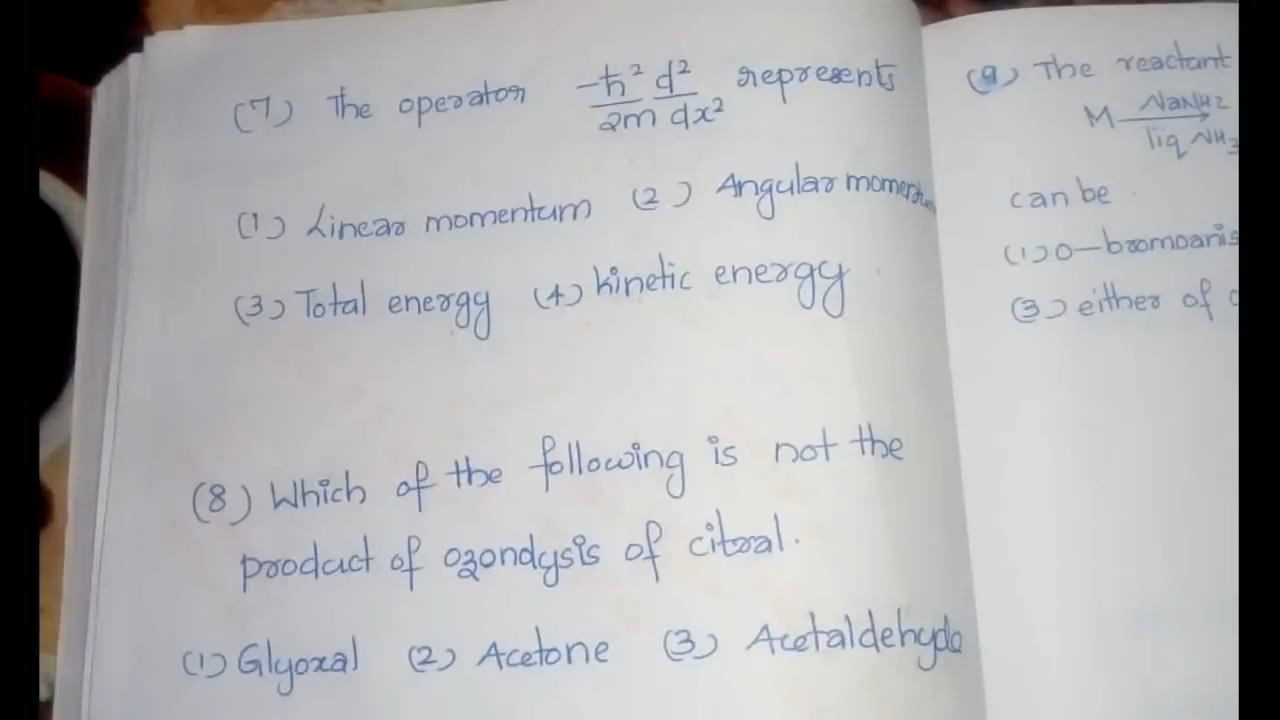 (7) The operator -ħ²/2m d²/dx² represents
(1) Linear momentum (2) Angular momentum
(3) Total energy (4) Kinetic energy
(8) Which of the following is not the
product of ozonolysis of citral.
(1) Glyoxal (2) Acetone (3) Acetaldehyde
(9) The reactant
M NaNH2
liq NH3
can be
(1) o-bromoanis
(3) either of